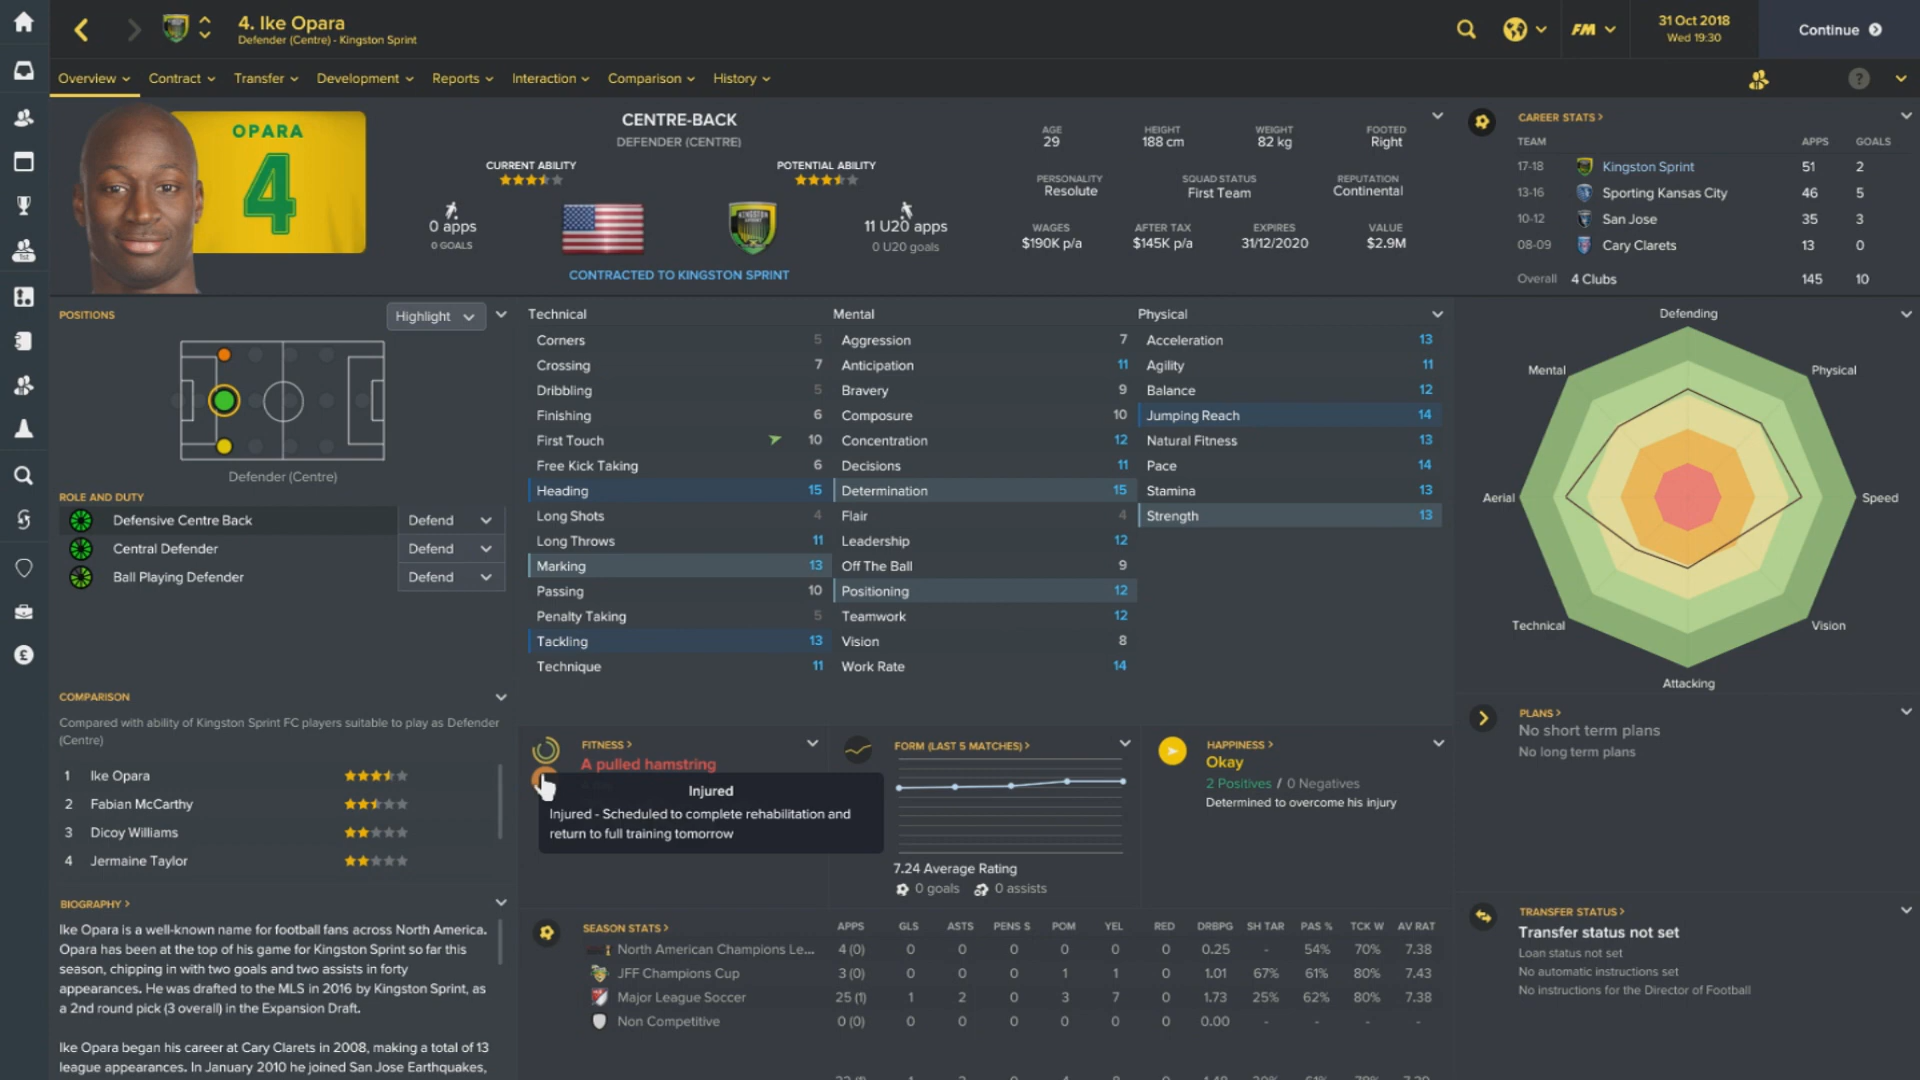 4. Ike Opara
Defender (Centre) - Kingston Sprint
FM
31 Oct 2018
Wed 19:30
Continue
Overview
Contract
Transfer
Development
Reports
Interaction
Comparison
History
?
OPARA
4
CENTRE-BACK
DEFENDER (CENTRE)
CURRENT ABILITY
POTENTIAL ABILITY
0 apps
0 GOALS
KINGSTON
11 U20 apps
0 U20 goals
CONTRACTED TO KINGSTON SPRINT
AGE HEIGHT WEIGHT FOOTED
29 188 cm 82 kg Right
PERSONALITY SQUAD STATUS REPUTATION
Resolute First Team Continental
WAGES AFTER TAX EXPIRES VALUE
$190K p/a $145K p/a 31/12/2020 $2.9M
CAREER STATS >
TEAM APPS GOALS
17-18 Kingston Sprint 51 2
13-16 Sporting Kansas City 46 5
10-12 San Jose 35 3
08-09 Cary Clarets 13 0
Overall 4 Clubs 145 10
POSITIONS
Highlight
Defender (Centre)
ROLE AND DUTY
Defensive Centre Back Defend
Central Defender Defend
Ball Playing Defender Defend
Technical
Corners 5
Crossing 7
Dribbling 5
Finishing 6
First Touch 10
Free Kick Taking 6
Heading 15
Long Shots 4
Long Throws 11
Marking 13
Passing 10
Penalty Taking 5
Tackling 13
Technique 11
Mental
Aggression 7
Anticipation 11
Bravery 9
Composure 10
Concentration 12
Decisions 11
Determination 15
Flair 4
Leadership 12
Off The Ball 9
Positioning 12
Teamwork 12
Vision 8
Work Rate 14
Physical
Acceleration 13
Agility 11
Balance 12
Jumping Reach 14
Natural Fitness 13
Pace 14
Stamina 13
Strength 13
Defending
Mental
Physical
Aerial
Speed
Technical
Vision
Attacking
COMPARISON
Compared with ability of Kingston Sprint FC players suitable to play as Defender
(Centre)
1 Ike Opara
2 Fabian McCarthy
3 Dicoy Williams
4 Jermaine Taylor
BIOGRAPHY >
Ike Opara is a well-known name for football fans across North America.
Opara has been at the top of his game for Kingston Sprint so far this
season, chipping in with two goals and two assists in forty
appearances. He was drafted to the MLS in 2016 by Kingston Sprint, as
a 2nd round pick (3 overall) in the Expansion Draft.
Ike Opara began his career at Cary Clarets in 2008, making a total of 13
league appearances. In January 2010 he joined San Jose Earthquakes,
FITNESS >
A pulled hamstring
Injured
Injured - Scheduled to complete rehabilitation and
return to full training tomorrow
FORM (LAST 5 MATCHES) >
7.24 Average Rating
0 goals 0 assists
HAPPINESS >
Okay
2 Positives / 0 Negatives
Determined to overcome his injury
PLANS >
No short term plans
No long term plans
SEASON STATS > APPS GLS ASTS PENS S POM YEL RED DRBPG SH TAR PAS % TCK W AV RAT
North American Champions Le... 4 (0) 0 0 0 0 0 0 0.25 - 54% 70% 7.38
JFF Champions Cup 3 (0) 0 0 0 1 1 0 1.01 67% 61% 80% 7.43
Major League Soccer 25 (1) 1 2 0 3 7 0 1.73 25% 62% 80% 7.38
Non Competitive 0 (0) 0 0 0 0 0 0 0.00 - - - -
TRANSFER STATUS >
Transfer status not set
Loan status not set
No automatic instructions set
No instructions for the Director of Football